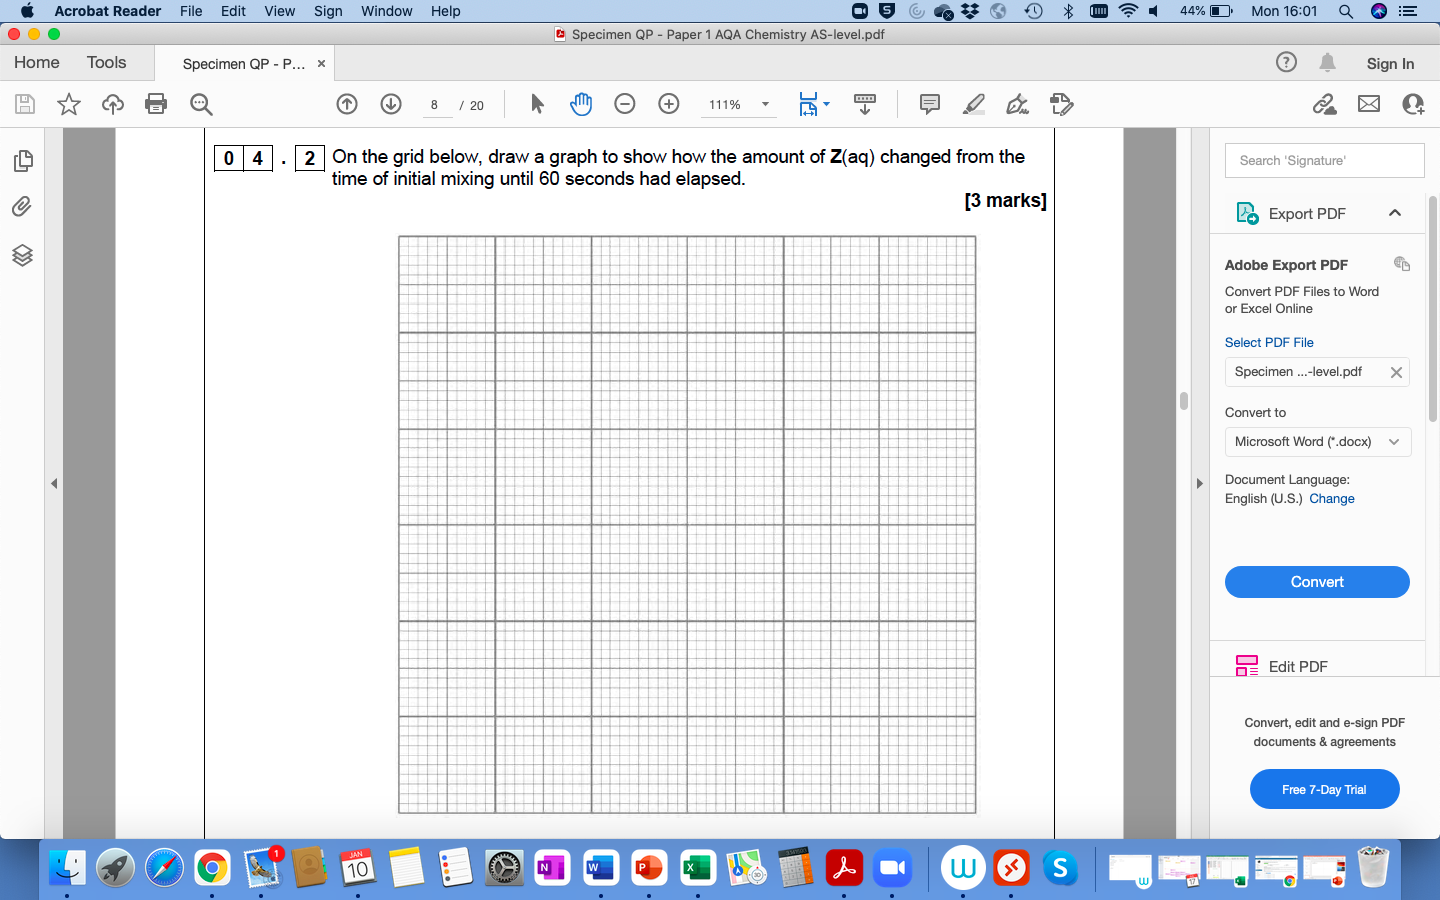 Acrobat Reader File Edit View Sign Window Help 44% Mon 16:01
Specimen QP - Paper 1 AQA Chemistry AS-level.pdf
Home Tools Specimen QP - P... × ? Sign In
8 / 20 111%
0 4 . 2 On the grid below, draw a graph to show how the amount of Z(aq) changed from the
time of initial mixing until 60 seconds had elapsed.
[3 marks]
Search 'Signature'
Export PDF
Adobe Export PDF
Convert PDF Files to Word
or Excel Online
Select PDF File
Specimen ...-level.pdf
Convert to
Microsoft Word (*.docx)
Document Language:
English (U.S.) Change
Convert
Edit PDF
Convert, edit and e-sign PDF
documents & agreements
Free 7-Day Trial
1
JAN
10
N W P X
W S
17